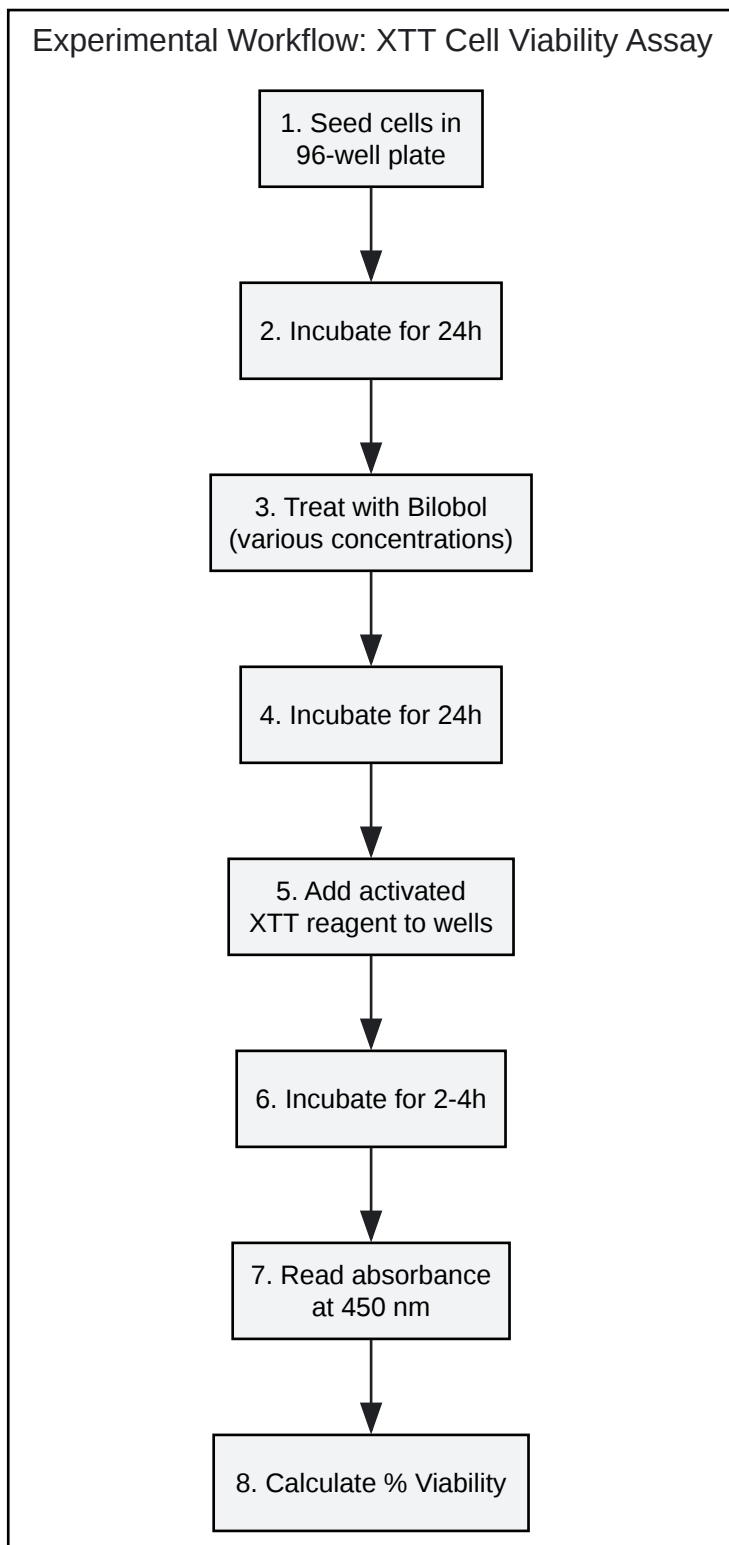 Experimental Workflow: XTT Cell Viability Assay
1. Seed cells in
96-well plate
2. Incubate for 24h
3. Treat with Bilobol
(various concentrations)
4. Incubate for 24h
5. Add activated
XTT reagent to wells
6. Incubate for 2-4h
7. Read absorbance
at 450 nm
8. Calculate % Viability